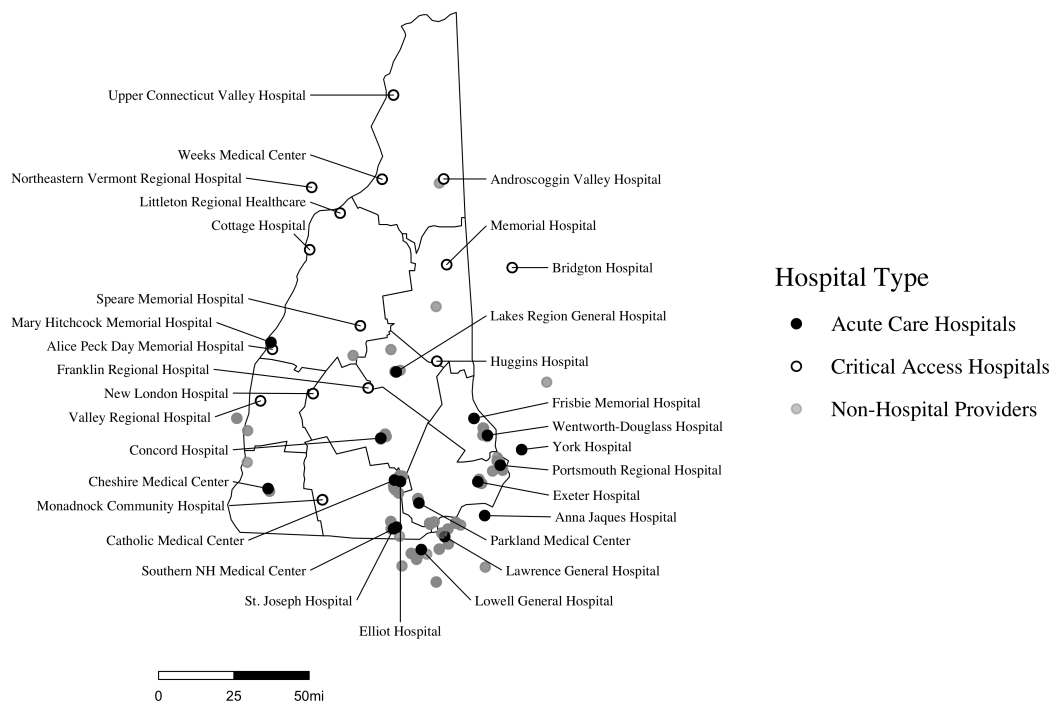 Upper Connecticut Valley Hospital
Weeks Medical Center
Northeastern Vermont Regional Hospital
Littleton Regional Healthcare
Cottage Hospital
Speare Memorial Hospital
Mary Hitchcock Memorial Hospital
Alice Peck Day Memorial Hospital
Franklin Regional Hospital
New London Hospital
Valley Regional Hospital
Concord Hospital
Cheshire Medical Center
Monadnock Community Hospital
Catholic Medical Center
Southern NH Medical Center
St. Joseph Hospital
Elliot Hospital
Androscoggin Valley Hospital
Memorial Hospital
Bridgton Hospital
Lakes Region General Hospital
Huggins Hospital
Frisbie Memorial Hospital
Wentworth-Douglass Hospital
York Hospital
Portsmouth Regional Hospital
Exeter Hospital
Anna Jaques Hospital
Parkland Medical Center
Lawrence General Hospital
Lowell General Hospital
Hospital Type
Acute Care Hospitals
Critical Access Hospitals
Non-Hospital Providers
0 25 50mi